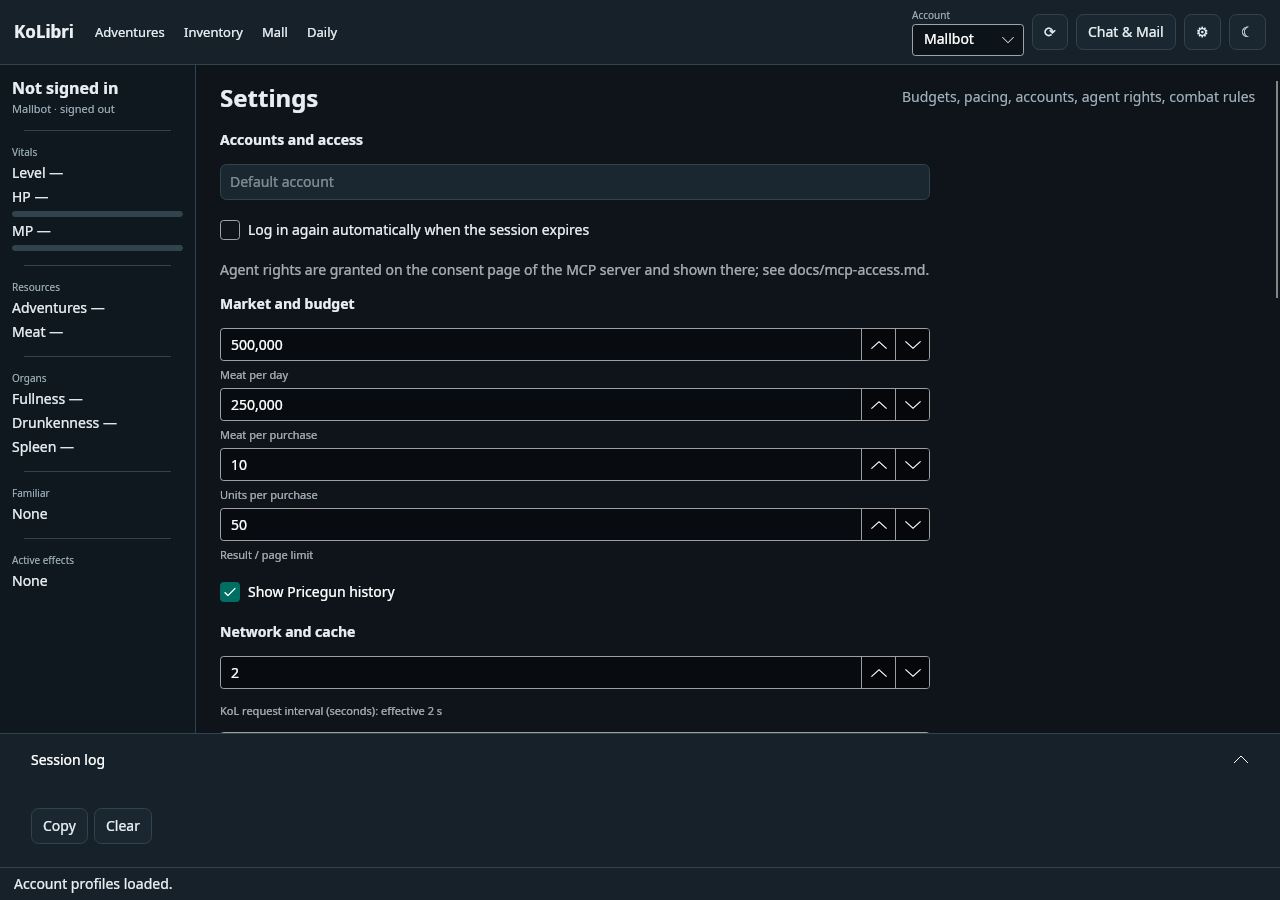 KoLibri
Adventures
Inventory
Mall
Daily
Account
Mallbot
Chat & Mail
Not signed in
Mallbot · signed out
Vitals
Level —
HP —
MP —
Resources
Adventures —
Meat —
Organs
Fullness —
Drunkenness —
Spleen —
Familiar
None
Active effects
None
Settings
Budgets, pacing, accounts, agent rights, combat rules
Accounts and access
Default account
Log in again automatically when the session expires
Agent rights are granted on the consent page of the MCP server and shown there; see docs/mcp-access.md.
Market and budget
500,000
Meat per day
250,000
Meat per purchase
10
Units per purchase
50
Result / page limit
Show Pricegun history
Network and cache
2
KoL request interval (seconds): effective 2 s
Session log
Copy
Clear
Account profiles loaded.